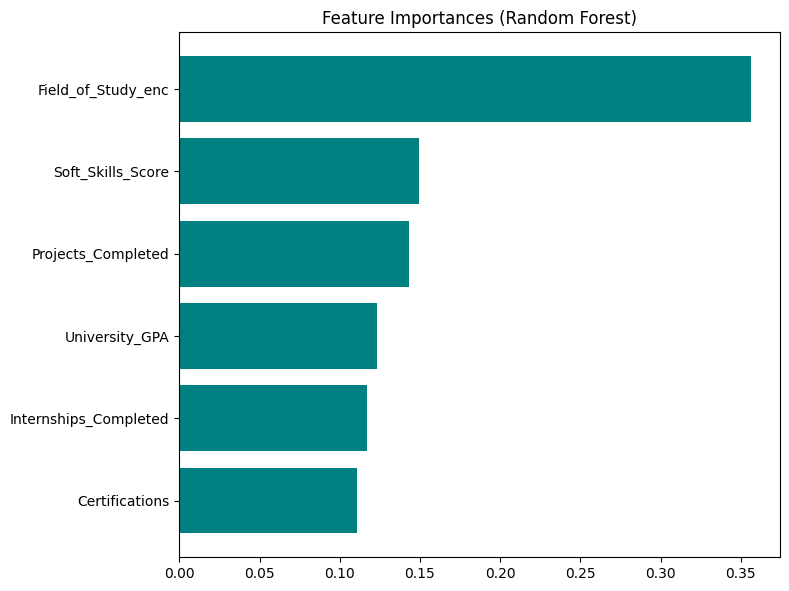 Feature Importances (Random Forest)
Field_of_Study_enc
Soft_Skills_Score
Projects_Completed
University_GPA
Internships_Completed
Certifications
0.00 0.05 0.10 0.15 0.20 0.25 0.30 0.35